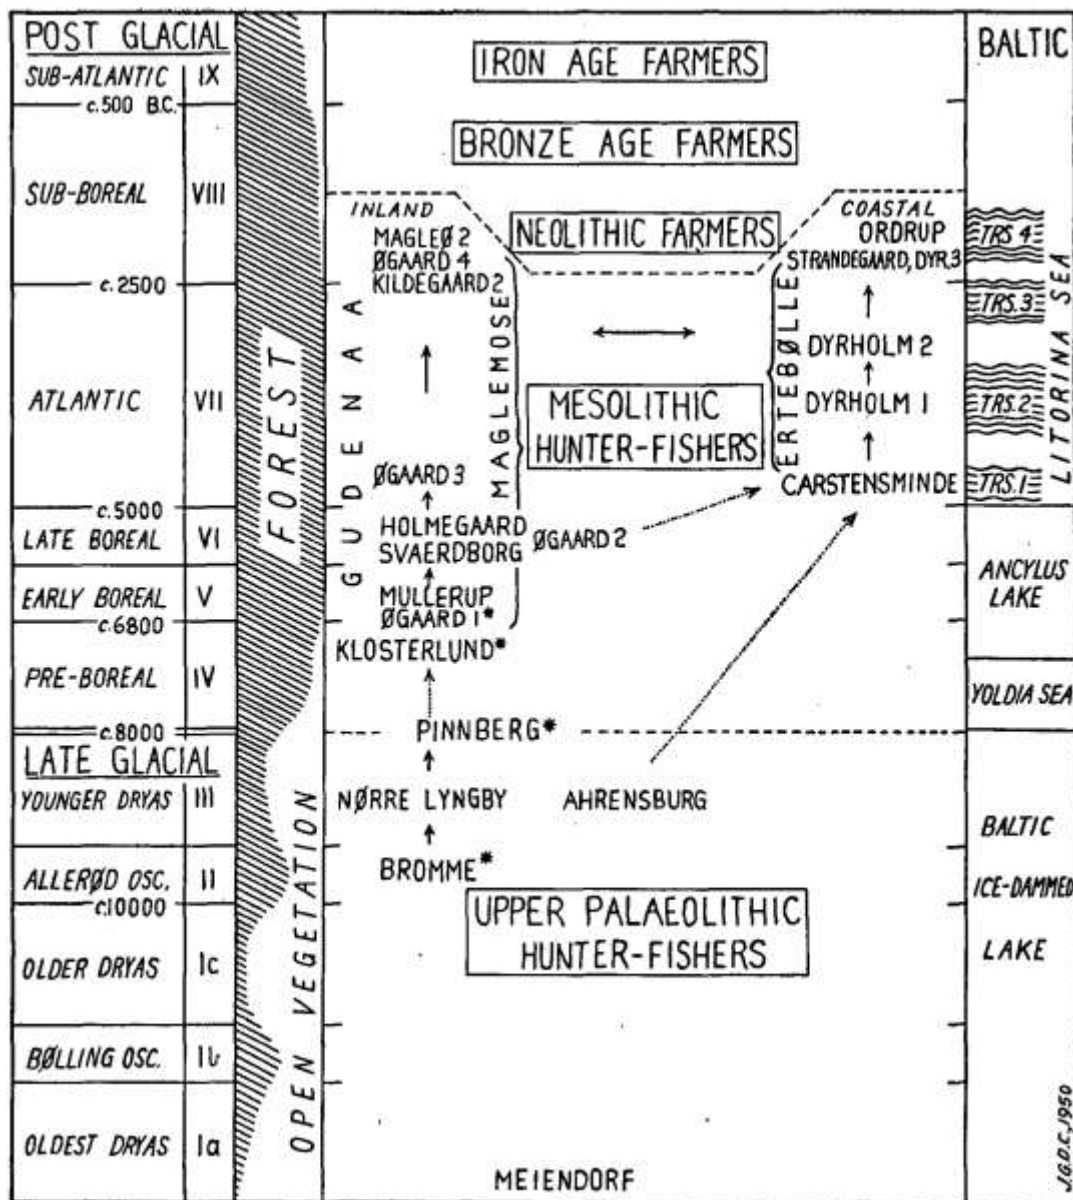 POST GLACIAL
SUB-ATLANTIC IX
c.500 B.C.
SUB-BOREAL VIII
c.2500
ATLANTIC VII
c.5000
LATE BOREAL VI
EARLY BOREAL V
c.6800
PRE-BOREAL IV
c.8000
LATE GLACIAL
YOUNGER DRYAS III
ALLERØD OSC. II
c.10000
OLDER DRYAS Ic
BØLLING OSC. Ib
OLDEST DRYAS Ia
FOREST
OPEN VEGETATION
IRON AGE FARMERS
BRONZE AGE FARMERS
NEOLITHIC FARMERS
INLAND
MAGLEØ 2
ØGAARD 4
KILDEGAARD 2
GUDENAA
MAGLEMOSE
ØGAARD 3
HOLMEGAARD
SVAERDBORG
ØGAARD 2
MULLERUP
ØGAARD 1*
KLOSTERLUND*
PINNBERG*
NØRRE LYNGBY
BROMME*
MESOLITHIC
HUNTER-FISHERS
COASTAL
ORDRUP
STRANDEGAARD, DYR.3
ERTEBØLLE
DYRHOLM 2
DYRHOLM 1
CARSTENSMINDE
AHRENSBURG
UPPER PALAEOLITHIC
HUNTER-FISHERS
MEIENDORF
BALTIC
TRS 4
TRS.3
TRS.2
TRS.1
LITORINA SEA
ANCYLUS
LAKE
YOLDIA SEA
BALTIC
ICE-DAMMED
LAKE
J.G.D.C., 1950